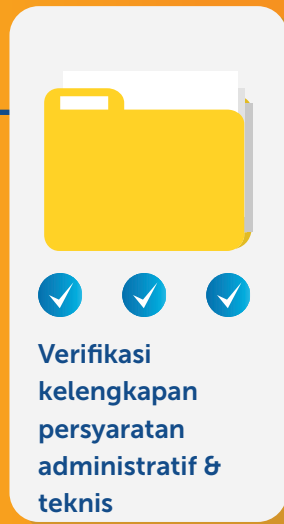 Verifikasi
kelengkapan
persyaratan
administratif &
teknis